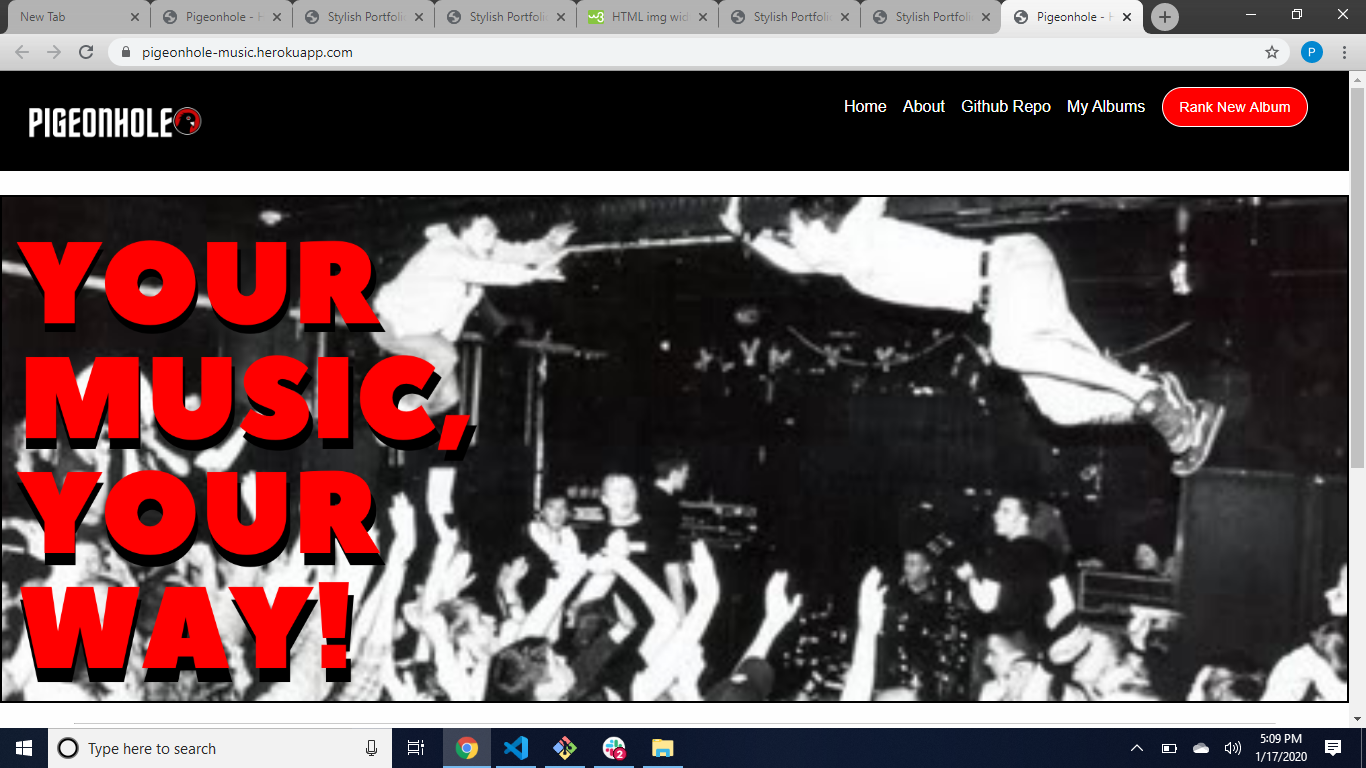 New Tab
Pigeonhole - H
Stylish Portfoli
Stylish Portfoli
w3
HTML img wid
Stylish Portfoli
Stylish Portfoli
Pigeonhole - H
pigeonhole-music.herokuapp.com
P
PIGEONHOLE
Home
About
Github Repo
My Albums
Rank New Album
YOUR
MUSIC,
YOUR
WAY!
Type here to search
2
5:09 PM
1/17/2020